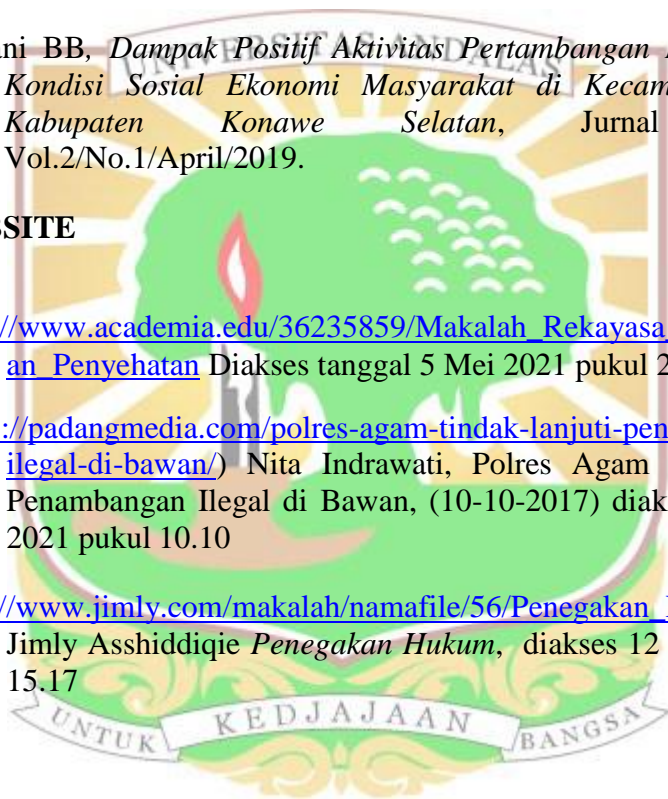 ani BB, Dampak Positif Aktivitas Pertambangan
UNIVERSITAS ANDALAS
Kondisi Sosial Ekonomi Masyarakat di Kecam
Kabupaten Konawe Selatan, Jurnal
Vol.2/No.1/April/2019.
SITE
//www.academia.edu/36235859/Makalah_Rekayasa_
an_Penyehatan Diakses tanggal 5 Mei 2021 pukul 2
://padangmedia.com/polres-agam-tindak-lanjuti-pen
ilegal-di-bawan/) Nita Indrawati, Polres Agam
Penambangan Ilegal di Bawan, (10-10-2017) diak
2021 pukul 10.10
//www.jimly.com/makalah/namafile/56/Penegakan_
Jimly Asshiddiqie Penegakan Hukum, diakses 12
15.17
UNTUK KEDJAJAAN BANGSA